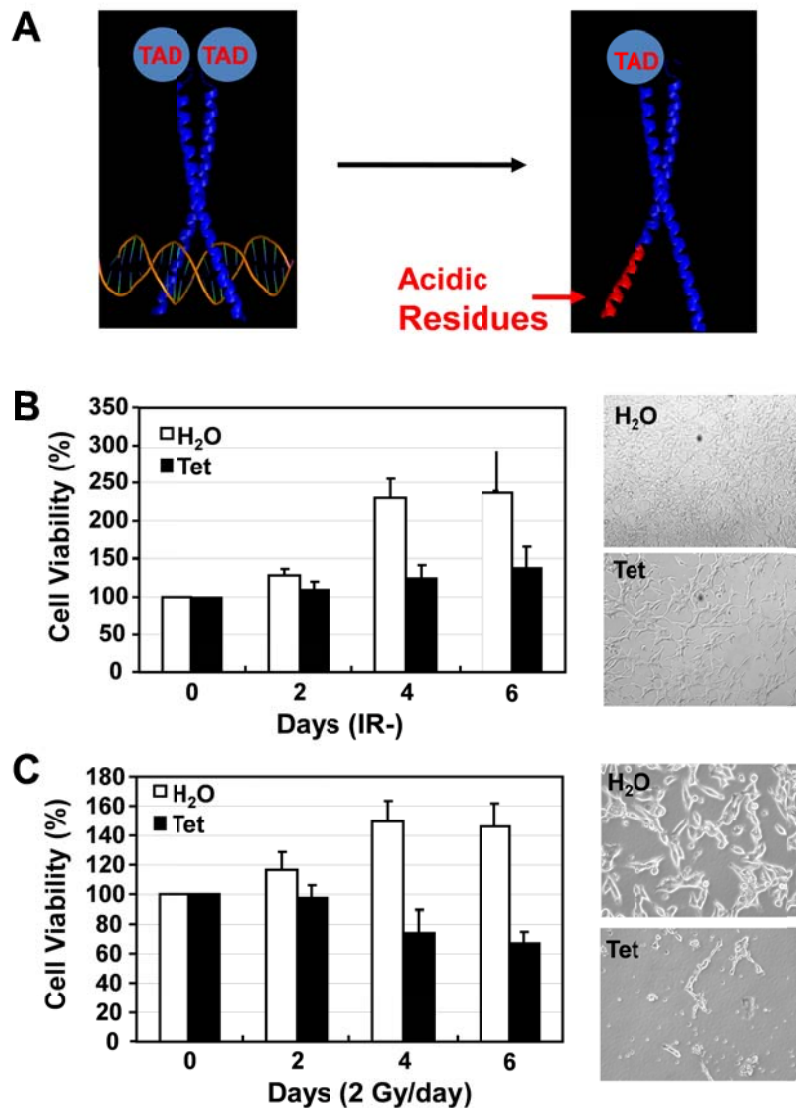 A
TAD TAD
TAD
Acidic
Residues
B
350
300
250
200
150
100
50
0
Cell Viability (%)
H₂O
Tet
0 2 4 6
Days (IR-)
H₂O
Tet
C
180
160
140
120
100
80
60
40
20
0
Cell Viability (%)
H₂O
Tet
0 2 4 6
Days (2 Gy/day)
H₂O
Tet